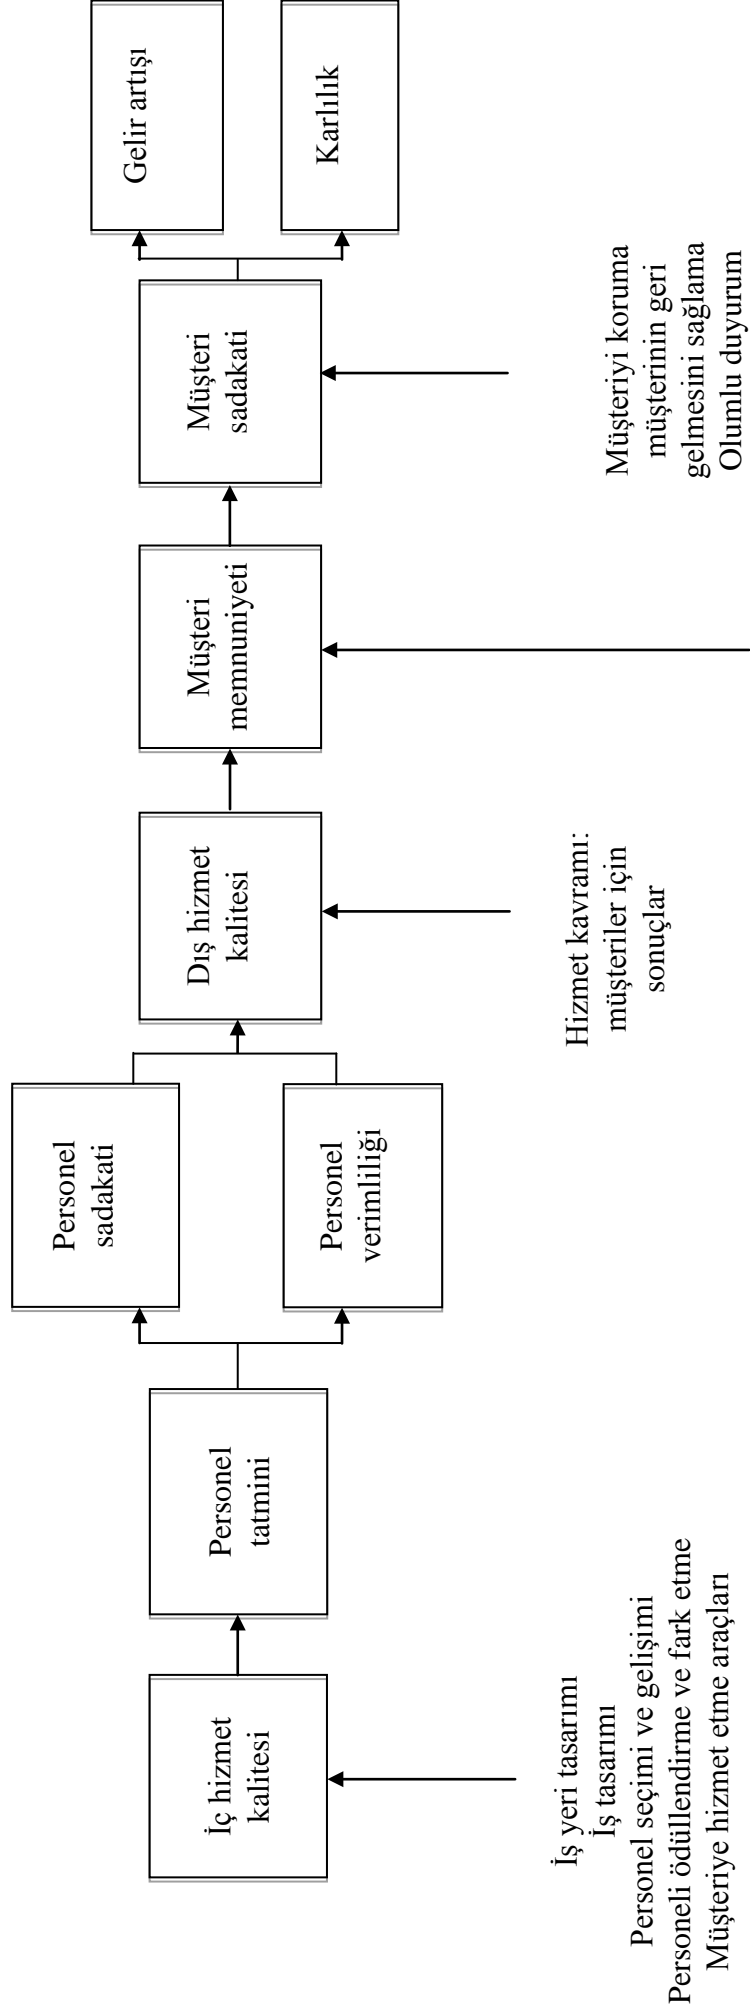 İç hizmet
kalitesi
Personel
tatmini
Personel
sadakati
Personel
verimliliği
Dış hizmet
kalitesi
Müşteri
memnuniyeti
Müşteri
sadakati
Gelir artışı
Karlılık
İş yeri tasarımı
İş tasarımı
Personel seçimi ve gelişimi
Personeli ödüllendirme ve fark etme
Müşteriye hizmet etme araçları
Hizmet kavramı:
müşteriler için
sonuçlar
Müşteriyi koruma
müşterinin geri
gelmesini sağlama
Olumlu duyurum